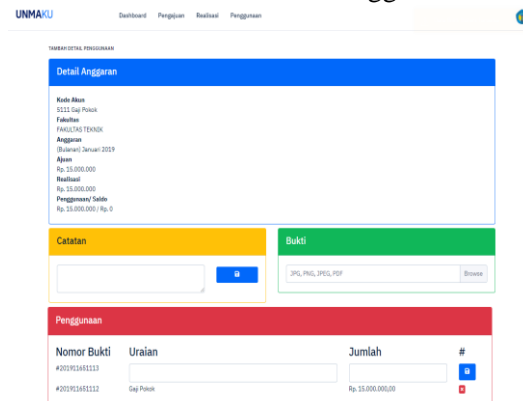 UNMAKU Dashboard Pengajuan Realisasi Penggunaan
TAMBAH DETAIL PENGGUNAAN
Detail Anggaran
Kode Akun
5111 Gaji Pokok
Fakultas
FAKULTAS TEKNIK
Anggaran
(Bulanan) Januari 2019
Ajuan
Rp. 15.000.000
Realisasi
Rp. 15.000.000
Penggunaan/ Saldo
Rp. 15.000.000 / Rp. 0
Catatan
Bukti
JPG, PNG, JPEG, PDF Browse
Penggunaan
Nomor Bukti Uraian Jumlah #
#201911651113
#201911651112 Gaji Pokok Rp. 15.000.000,00